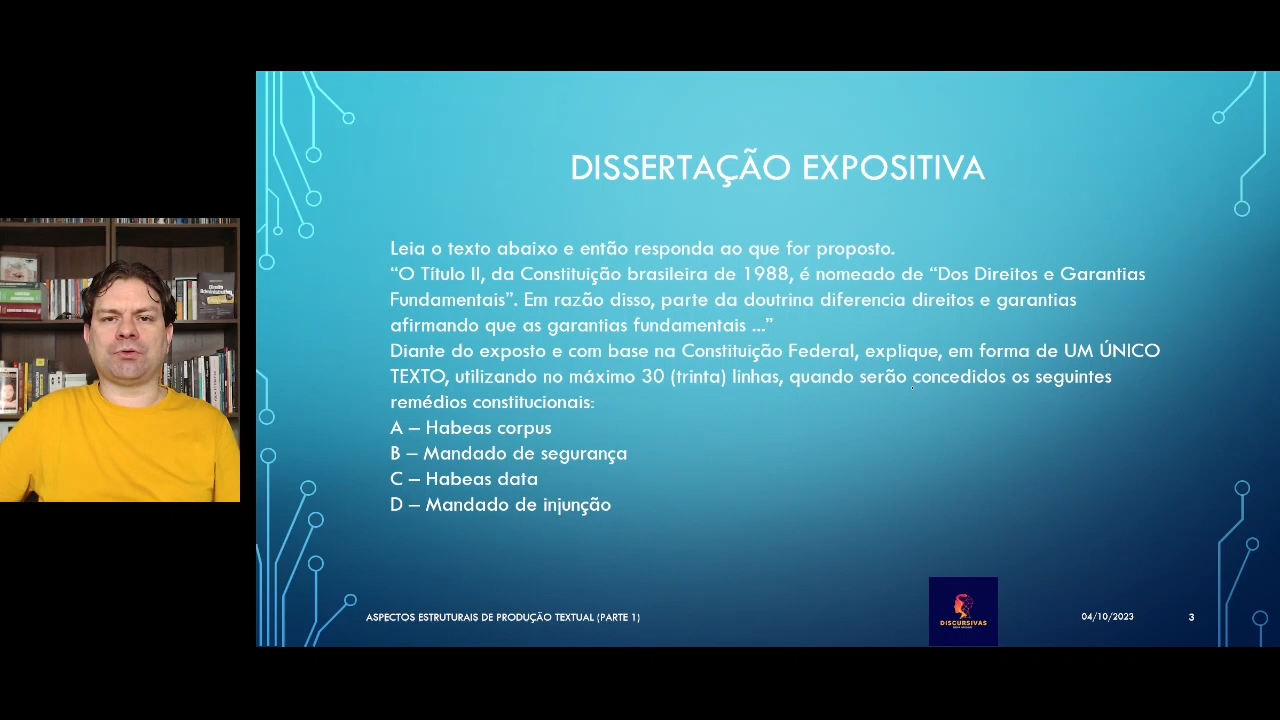 DISSERTAÇÃO EXPOSITIVA
Leia o texto abaixo e então responda ao que for proposto.
“O Título II, da Constituição brasileira de 1988, é nomeado de “Dos Direitos e Garantias
Fundamentais”. Em razão disso, parte da doutrina diferencia direitos e garantias
afirmando que as garantias fundamentais ...”
Diante do exposto e com base na Constituição Federal, explique, em forma de UM ÚNICO
TEXTO, utilizando no máximo 30 (trinta) linhas, quando serão concedidos os seguintes
remédios constitucionais:
A – Habeas corpus
B – Mandado de segurança
C – Habeas data
D – Mandado de injunção
ASPECTOS ESTRUTURAIS DE PRODUÇÃO TEXTUAL (PARTE 1)
DISCURSIVAS
04/10/2023
3